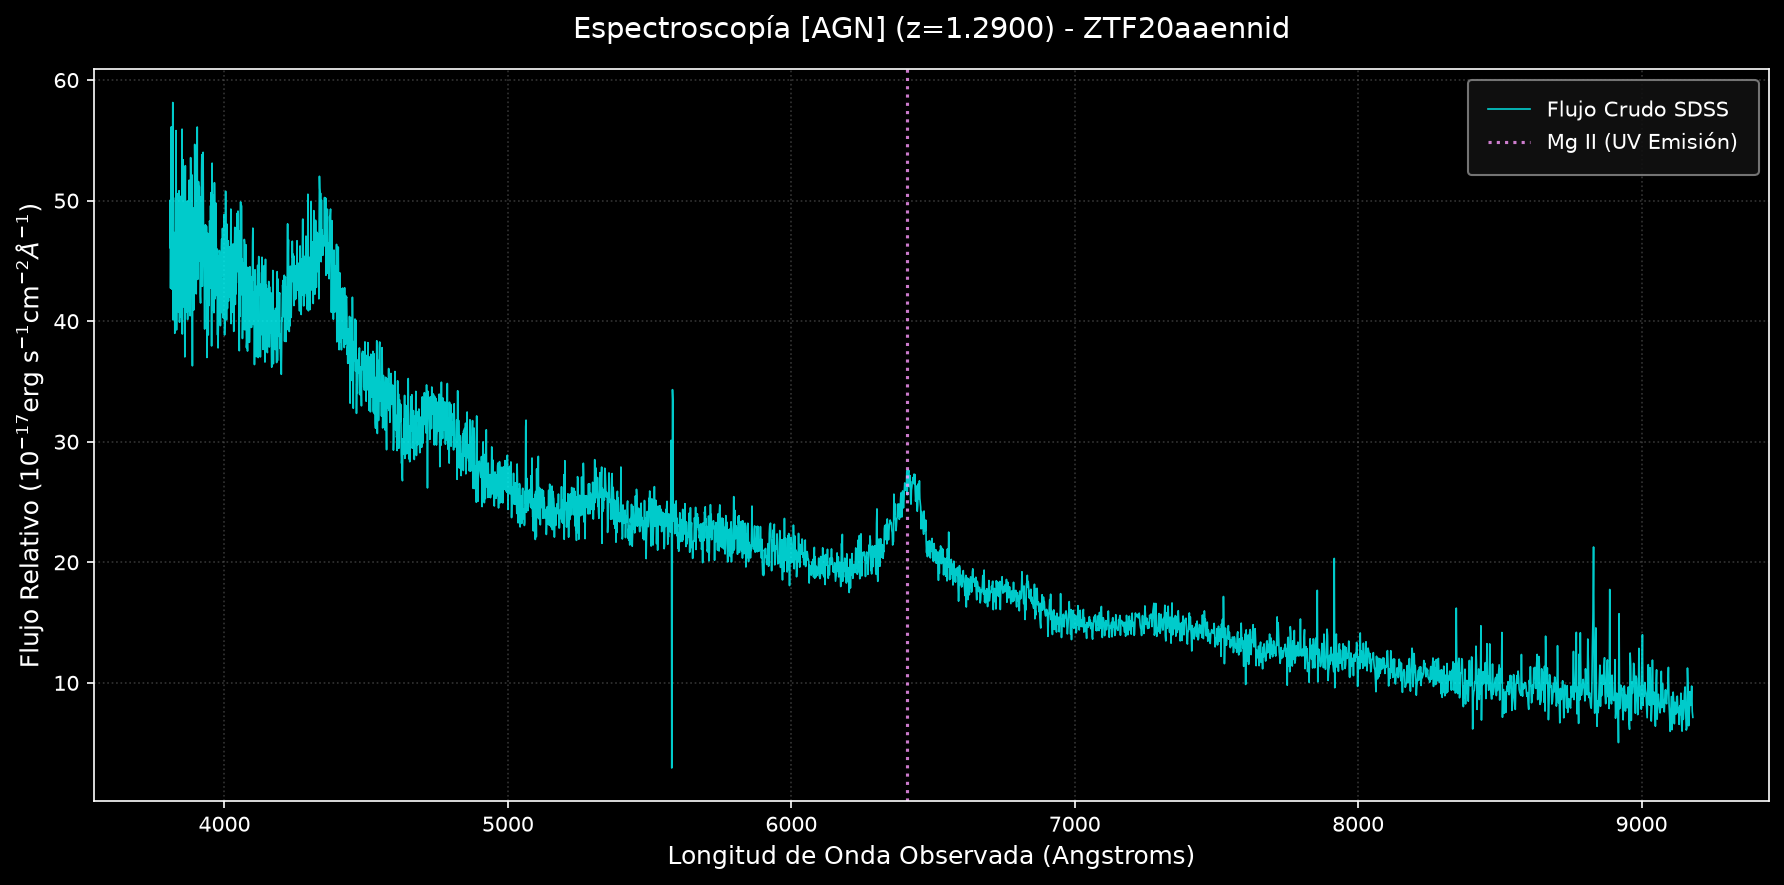 Espectroscopía [AGN] (z=1.2900) - ZTF20aaennid
Flujo Crudo SDSS
Mg II (UV Emisión)
Flujo Relativo (10⁻¹⁷erg s⁻¹cm⁻²Å⁻¹)
60
50
40
30
20
10
4000 5000 6000 7000 8000 9000
Longitud de Onda Observada (Angstroms)